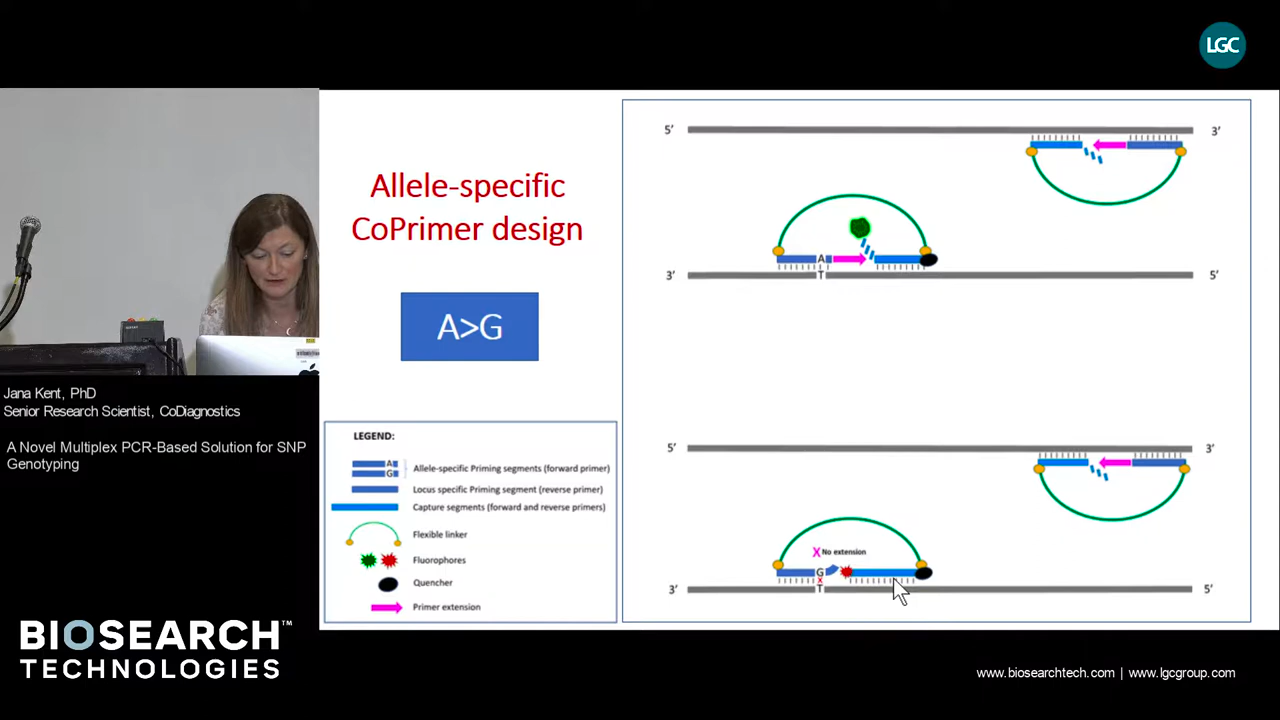 LGC
Allele-specific
CoPrimer design
A>G
5'
3'
A
T
3'
5'
5'
3'
X No extension
G
x
T
3'
5'
LEGEND:
A
G
Allele-specific Priming segments (forward primer)
Locus specific Priming segment (reverse primer)
Capture segments (forward and reverse primers)
Flexible linker
Fluorophores
Quencher
Primer extension
Jana Kent, PhD
Senior Research Scientist, CoDiagnostics
A Novel Multiplex PCR-Based Solution for SNP
Genotyping
BIOSEARCH™
TECHNOLOGIES
www.biosearchtech.com | www.lgcgroup.com